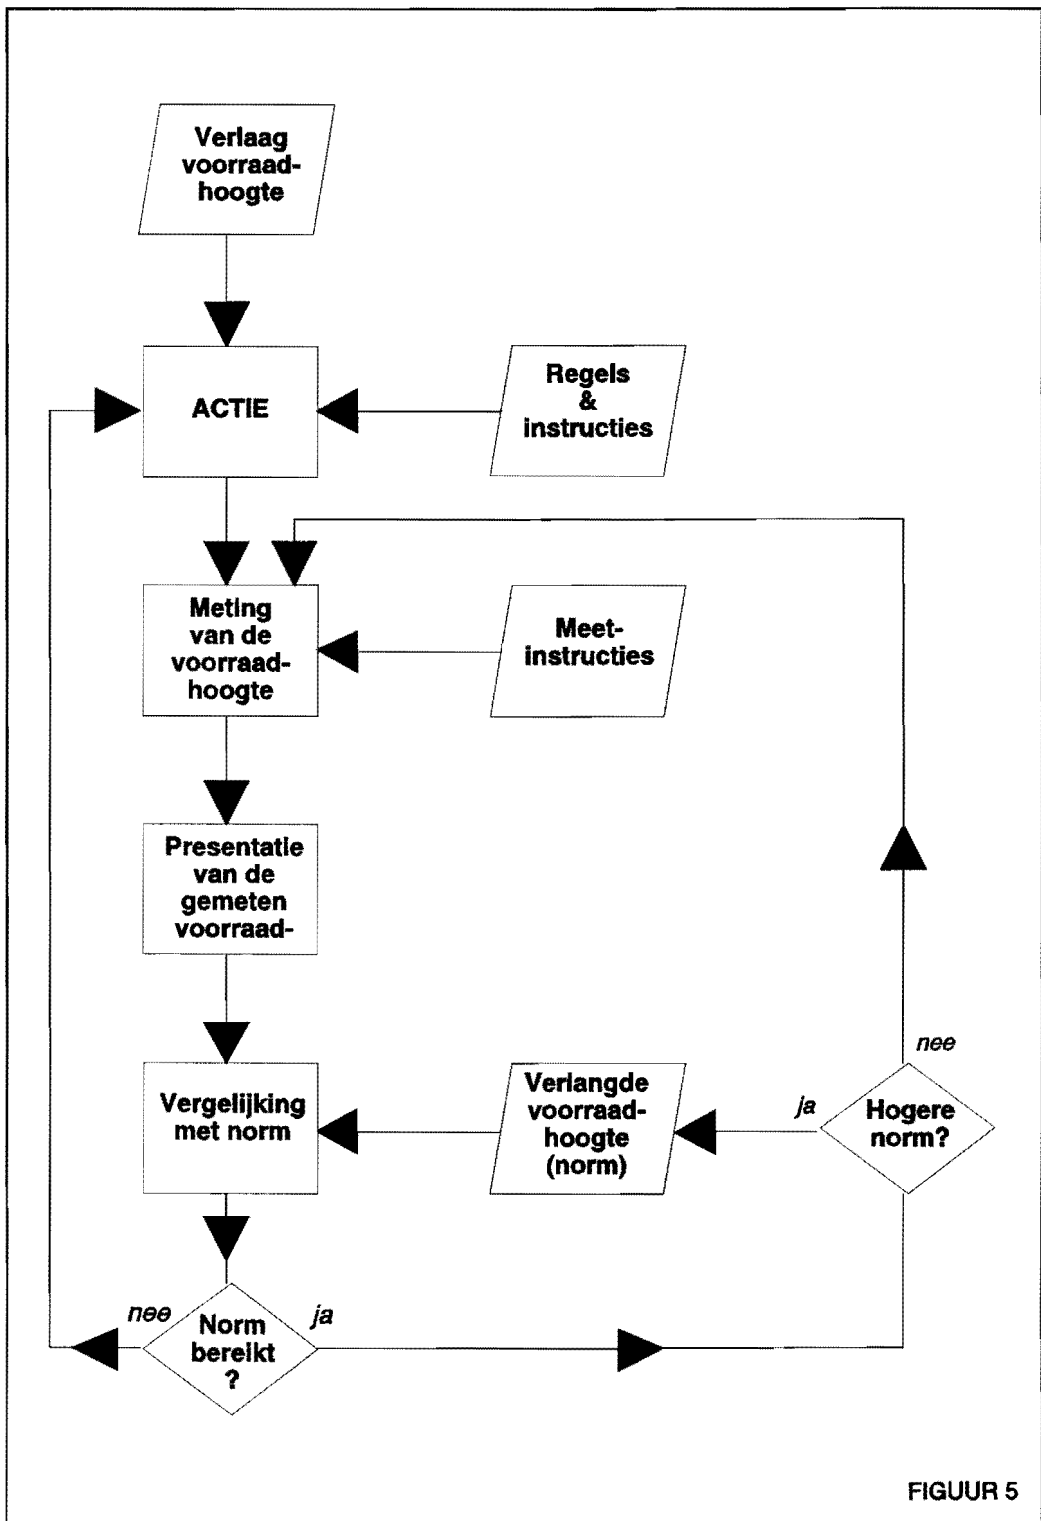 Verlaag
voorraad-
hoogte
ACTIE
Regels
&
instructies
Meting
van de
voorraad-
hoogte
Meet-
instructies
Presentatie
van de
gemeten
voorraad-
nee
Vergelijking
met norm
Verlangde
voorraad-
hoogte
(norm)
ja
Hogere
norm?
nee
Norm
bereikt
?
ja
FIGUUR 5